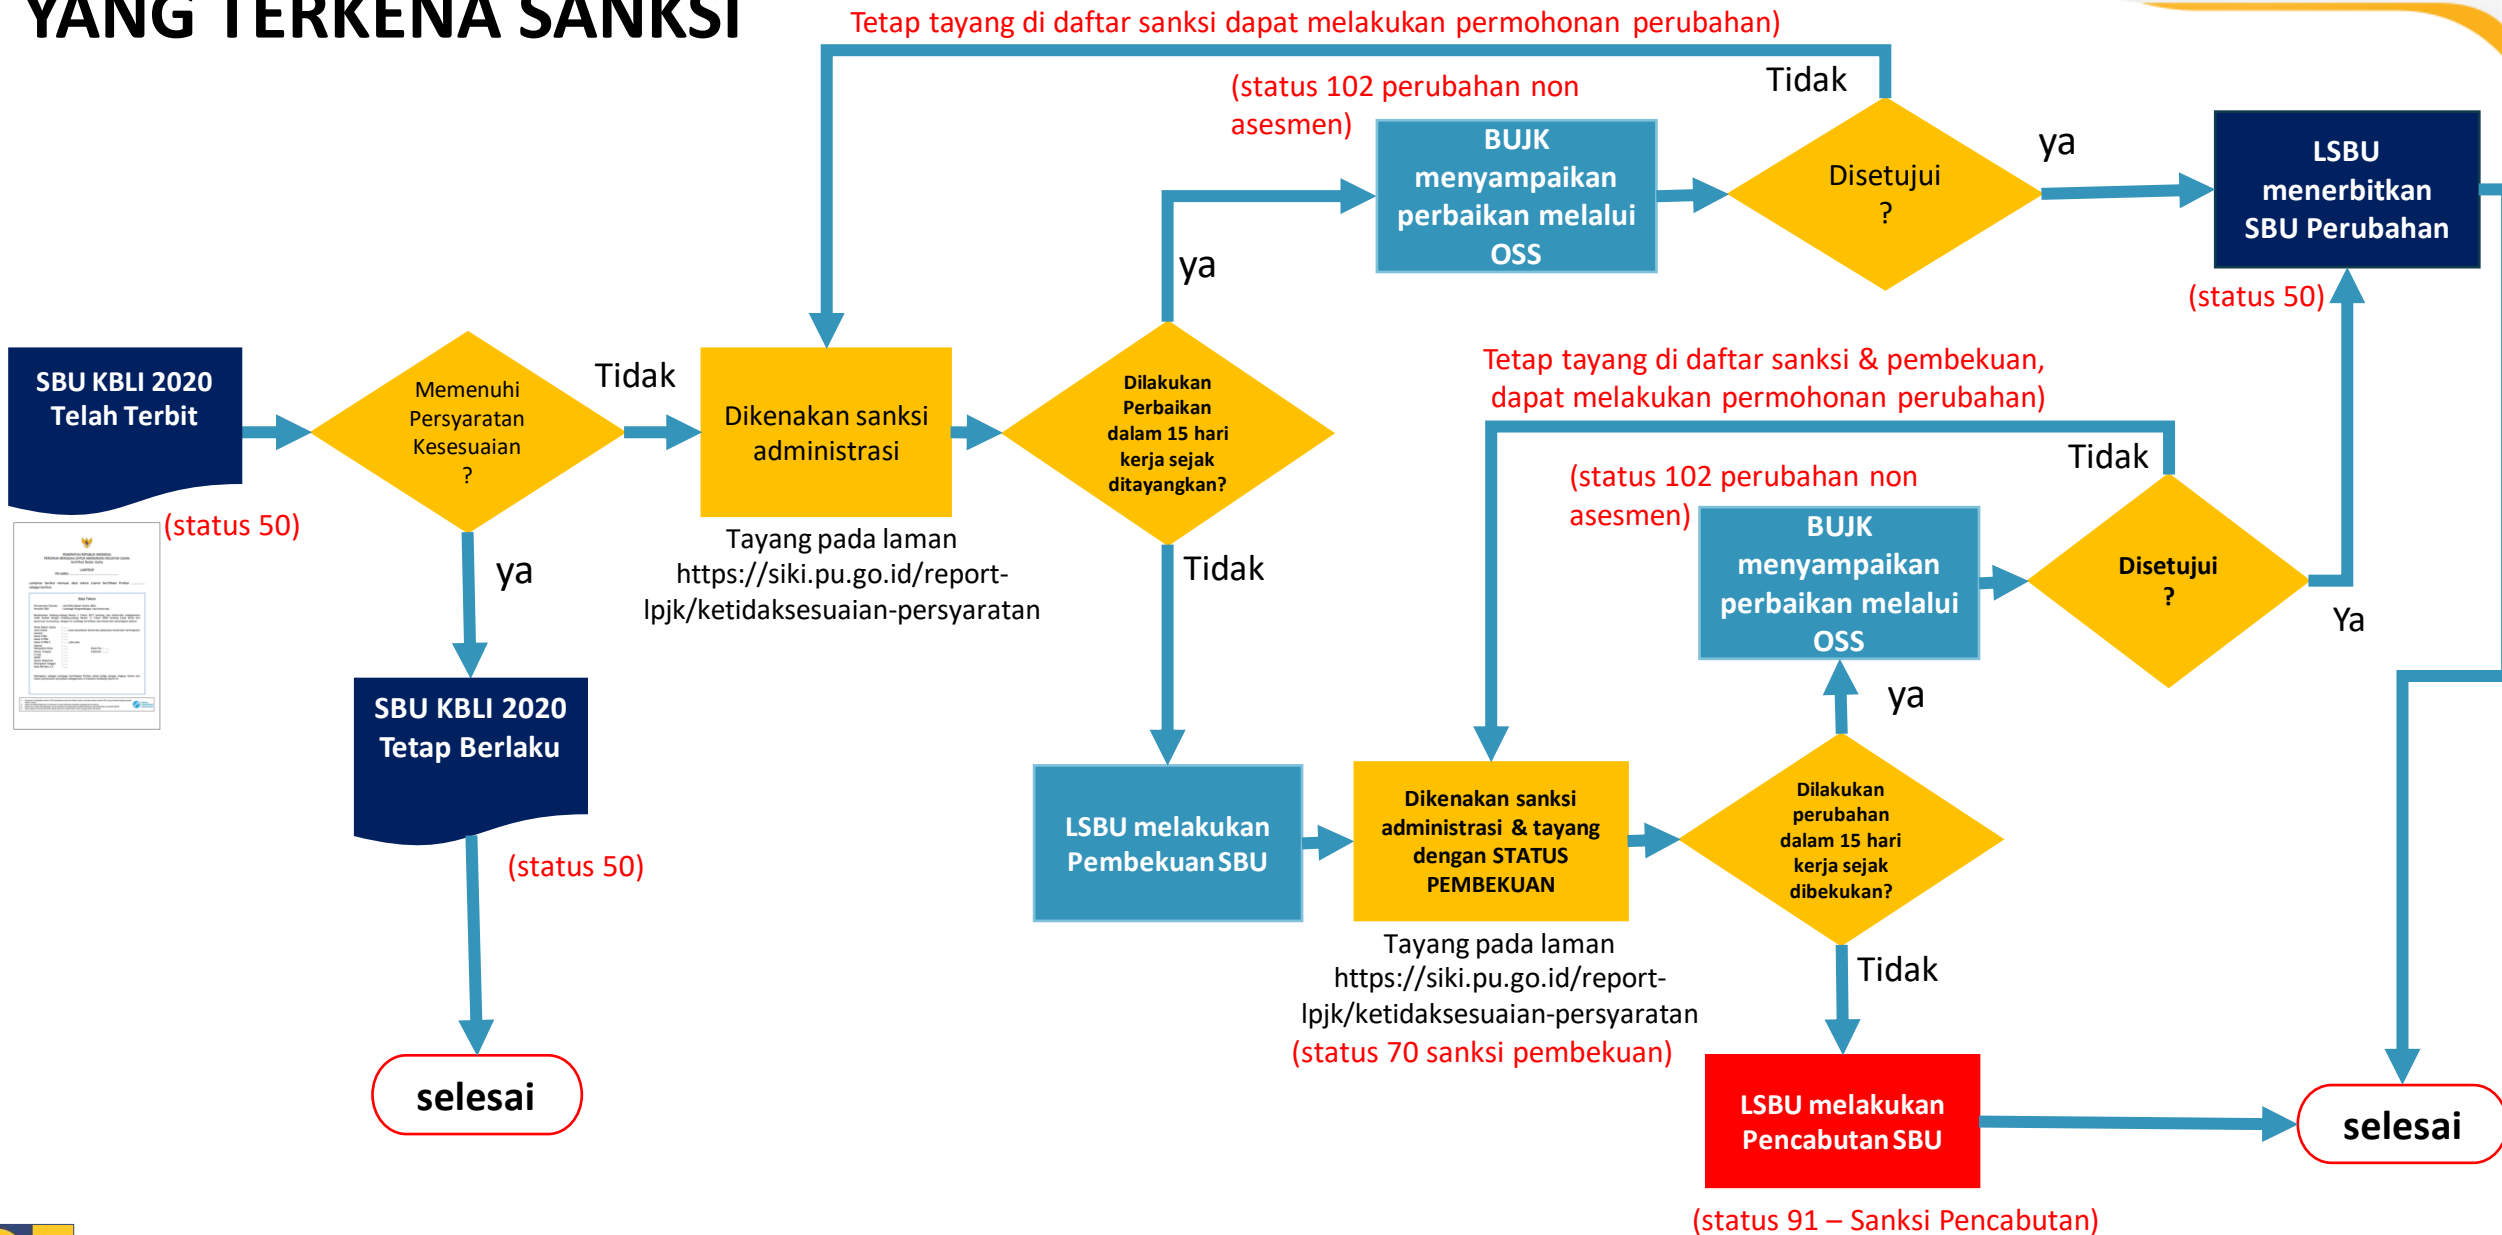 YANG TERKENA SANKSI
Tetap tayang di daftar sanksi dapat melakukan permohonan perubahan)
(status 102 perubahan non
asesmen)
Tidak
BUJK
menyampaikan
perbaikan melalui
OSS
Disetujui
?
ya
LSBU
menerbitkan
SBU Perubahan
(status 50)
ya
SBU KBLI 2020
Telah Terbit
(status 50)
Memenuhi
Persyaratan
Kesesuaian
?
Tidak
Dikenakan sanksi
administrasi
Tayang pada laman
https://siki.pu.go.id/report-
lpjk/ketidaksesuaian-persyaratan
Dilakukan
Perbaikan
dalam 15 hari
kerja sejak
ditayangkan?
Tidak
Tetap tayang di daftar sanksi & pembekuan,
dapat melakukan permohonan perubahan)
Tidak
(status 102 perubahan non
asesmen)
BUJK
menyampaikan
perbaikan melalui
OSS
Disetujui
?
Ya
ya
ya
SBU KBLI 2020
Tetap Berlaku
(status 50)
selesai
LSBU melakukan
Pembekuan SBU
Dikenakan sanksi
administrasi & tayang
dengan STATUS
PEMBEKUAN
Tayang pada laman
https://siki.pu.go.id/report-
lpjk/ketidaksesuaian-persyaratan
(status 70 sanksi pembekuan)
Dilakukan
perubahan
dalam 15 hari
kerja sejak
dibekukan?
Tidak
LSBU melakukan
Pencabutan SBU
(status 91 – Sanksi Pencabutan)
selesai